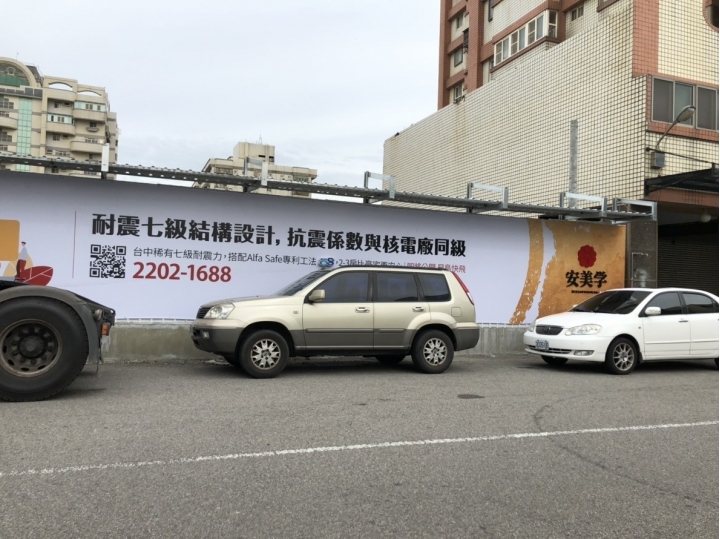 耐震七級結構設計, 抗震係數與核電廠同級
台中稀有七級耐震力, 搭配Alfa Safe專利工法
2202-1688
安美学